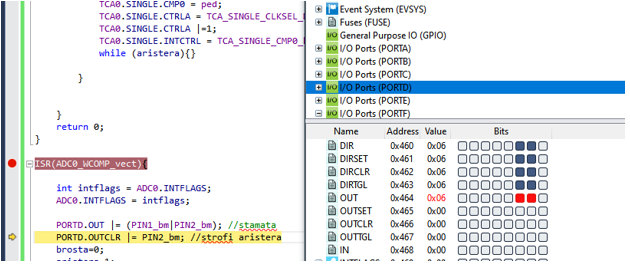 TCA0.SINGLE.CMP0 = ped;
TCA0.SINGLE.CTRLA = TCA_SINGLE_CLKSEL_
TCA0.SINGLE.CTRLA |=1;
TCA0.SINGLE.INTCTRL = TCA_SINGLE_CMP0_
while (aristera){}
}
}
return 0;
}
ISR(ADC0_WCOMP_vect){
int intflags = ADC0.INTFLAGS;
ADC0.INTFLAGS = intflags;
PORTD.OUT |= (PIN1_bm|PIN2_bm); //stamata
PORTD.OUTCLR |= PIN2_bm; //strofi aristera
brosta=0;
Event System (EVSYS)
Fuses (FUSE)
I/O General Purpose IO (GPIO)
I/O I/O Ports (PORTA)
I/O I/O Ports (PORTB)
I/O I/O Ports (PORTC)
I/O I/O Ports (PORTD)
I/O I/O Ports (PORTE)
I/O I/O Ports (PORTF)
Name Address Value Bits
DIR 0x460 0x06
DIRSET 0x461 0x06
DIRCLR 0x462 0x06
DIRTGL 0x463 0x06
OUT 0x464 0x06
OUTSET 0x465 0x00
OUTCLR 0x466 0x00
OUTTGL 0x467 0x00
IN 0x468 0x00